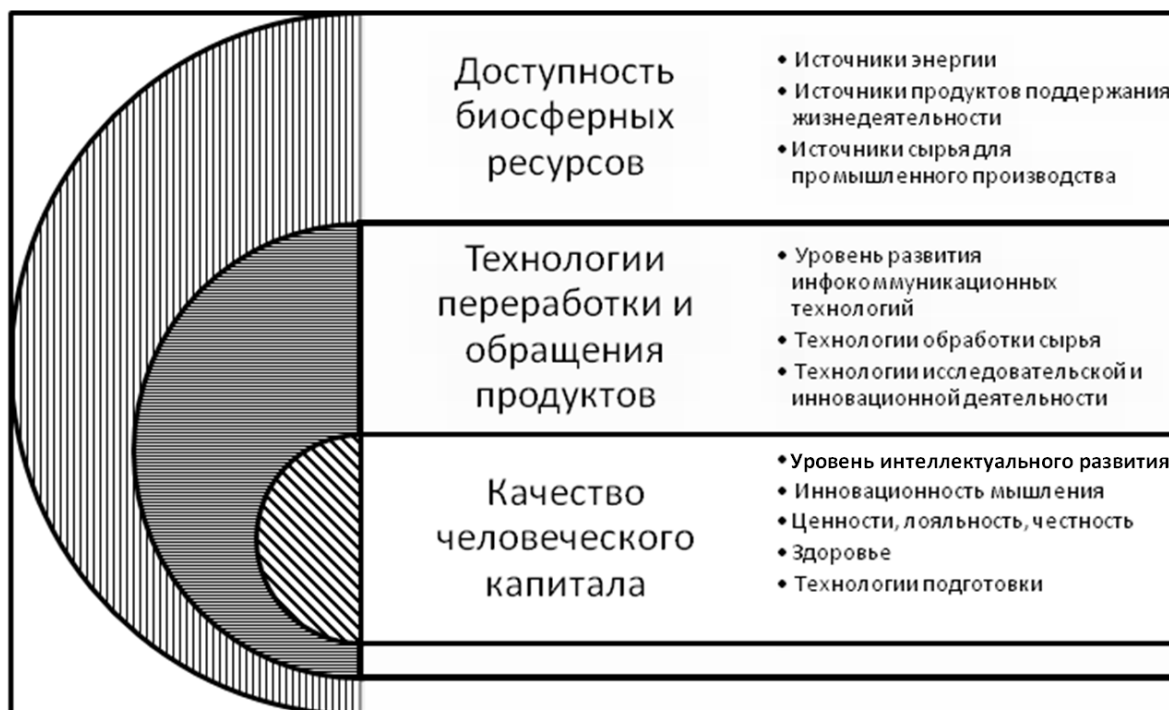 Доступность
биосферных
ресурсов
• Источники энергии
• Источники продуктов поддержания
жизнедеятельности
• Источники сырья для
промышленного производства
Технологии
переработки и
обращения
продуктов
• Уровень развития
инфокоммуникационных
технологий
• Технологии обработки сырья
• Технологии исследовательской и
инновационной деятельности
Качество
человеческого
капитала
• Уровень интеллектуального развития
• Инновационность мышления
• Ценности, лояльность, честность
• Здоровье
• Технологии подготовки